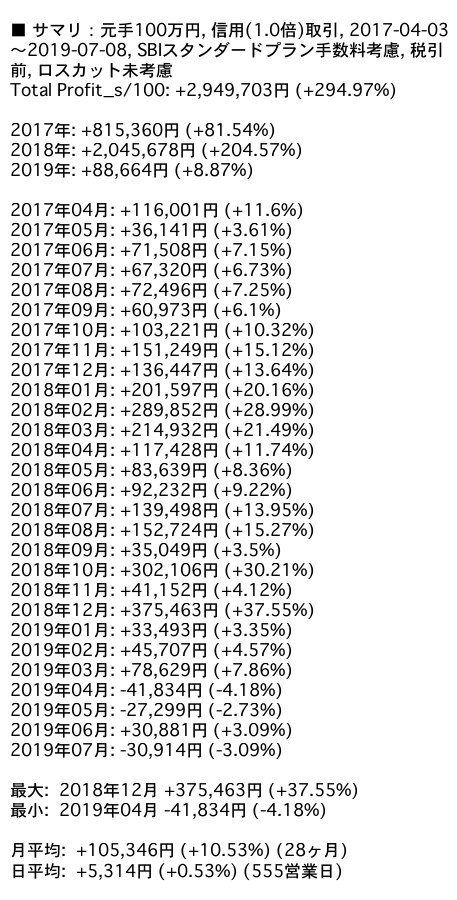 ■ サマリ：元手100万円, 信用(1.0倍)取引, 2017-04-03
〜2019-07-08, SBIスタンダードプラン手数料考慮, 税引
前, ロスカット未考慮
Total Profit_s/100: +2,949,703円 (+294.97%)
2017年: +815,360円 (+81.54%)
2018年: +2,045,678円 (+204.57%)
2019年: +88,664円 (+8.87%)
2017年04月: +116,001円 (+11.6%)
2017年05月: +36,141円 (+3.61%)
2017年06月: +71,508円 (+7.15%)
2017年07月: +67,320円 (+6.73%)
2017年08月: +72,496円 (+7.25%)
2017年09月: +60,973円 (+6.1%)
2017年10月: +103,221円 (+10.32%)
2017年11月: +151,249円 (+15.12%)
2017年12月: +136,447円 (+13.64%)
2018年01月: +201,597円 (+20.16%)
2018年02月: +289,852円 (+28.99%)
2018年03月: +214,932円 (+21.49%)
2018年04月: +117,428円 (+11.74%)
2018年05月: +83,639円 (+8.36%)
2018年06月: +92,232円 (+9.22%)
2018年07月: +139,498円 (+13.95%)
2018年08月: +152,724円 (+15.27%)
2018年09月: +35,049円 (+3.5%)
2018年10月: +302,106円 (+30.21%)
2018年11月: +41,152円 (+4.12%)
2018年12月: +375,463円 (+37.55%)
2019年01月: +33,493円 (+3.35%)
2019年02月: +45,707円 (+4.57%)
2019年03月: +78,629円 (+7.86%)
2019年04月: -41,834円 (-4.18%)
2019年05月: -27,299円 (-2.73%)
2019年06月: +30,881円 (+3.09%)
2019年07月: -30,914円 (-3.09%)
最大: 2018年12月 +375,463円 (+37.55%)
最小: 2019年04月 -41,834円 (-4.18%)
月平均: +105,346円 (+10.53%) (28ヶ月)
日平均: +5,314円 (+0.53%) (555営業日)